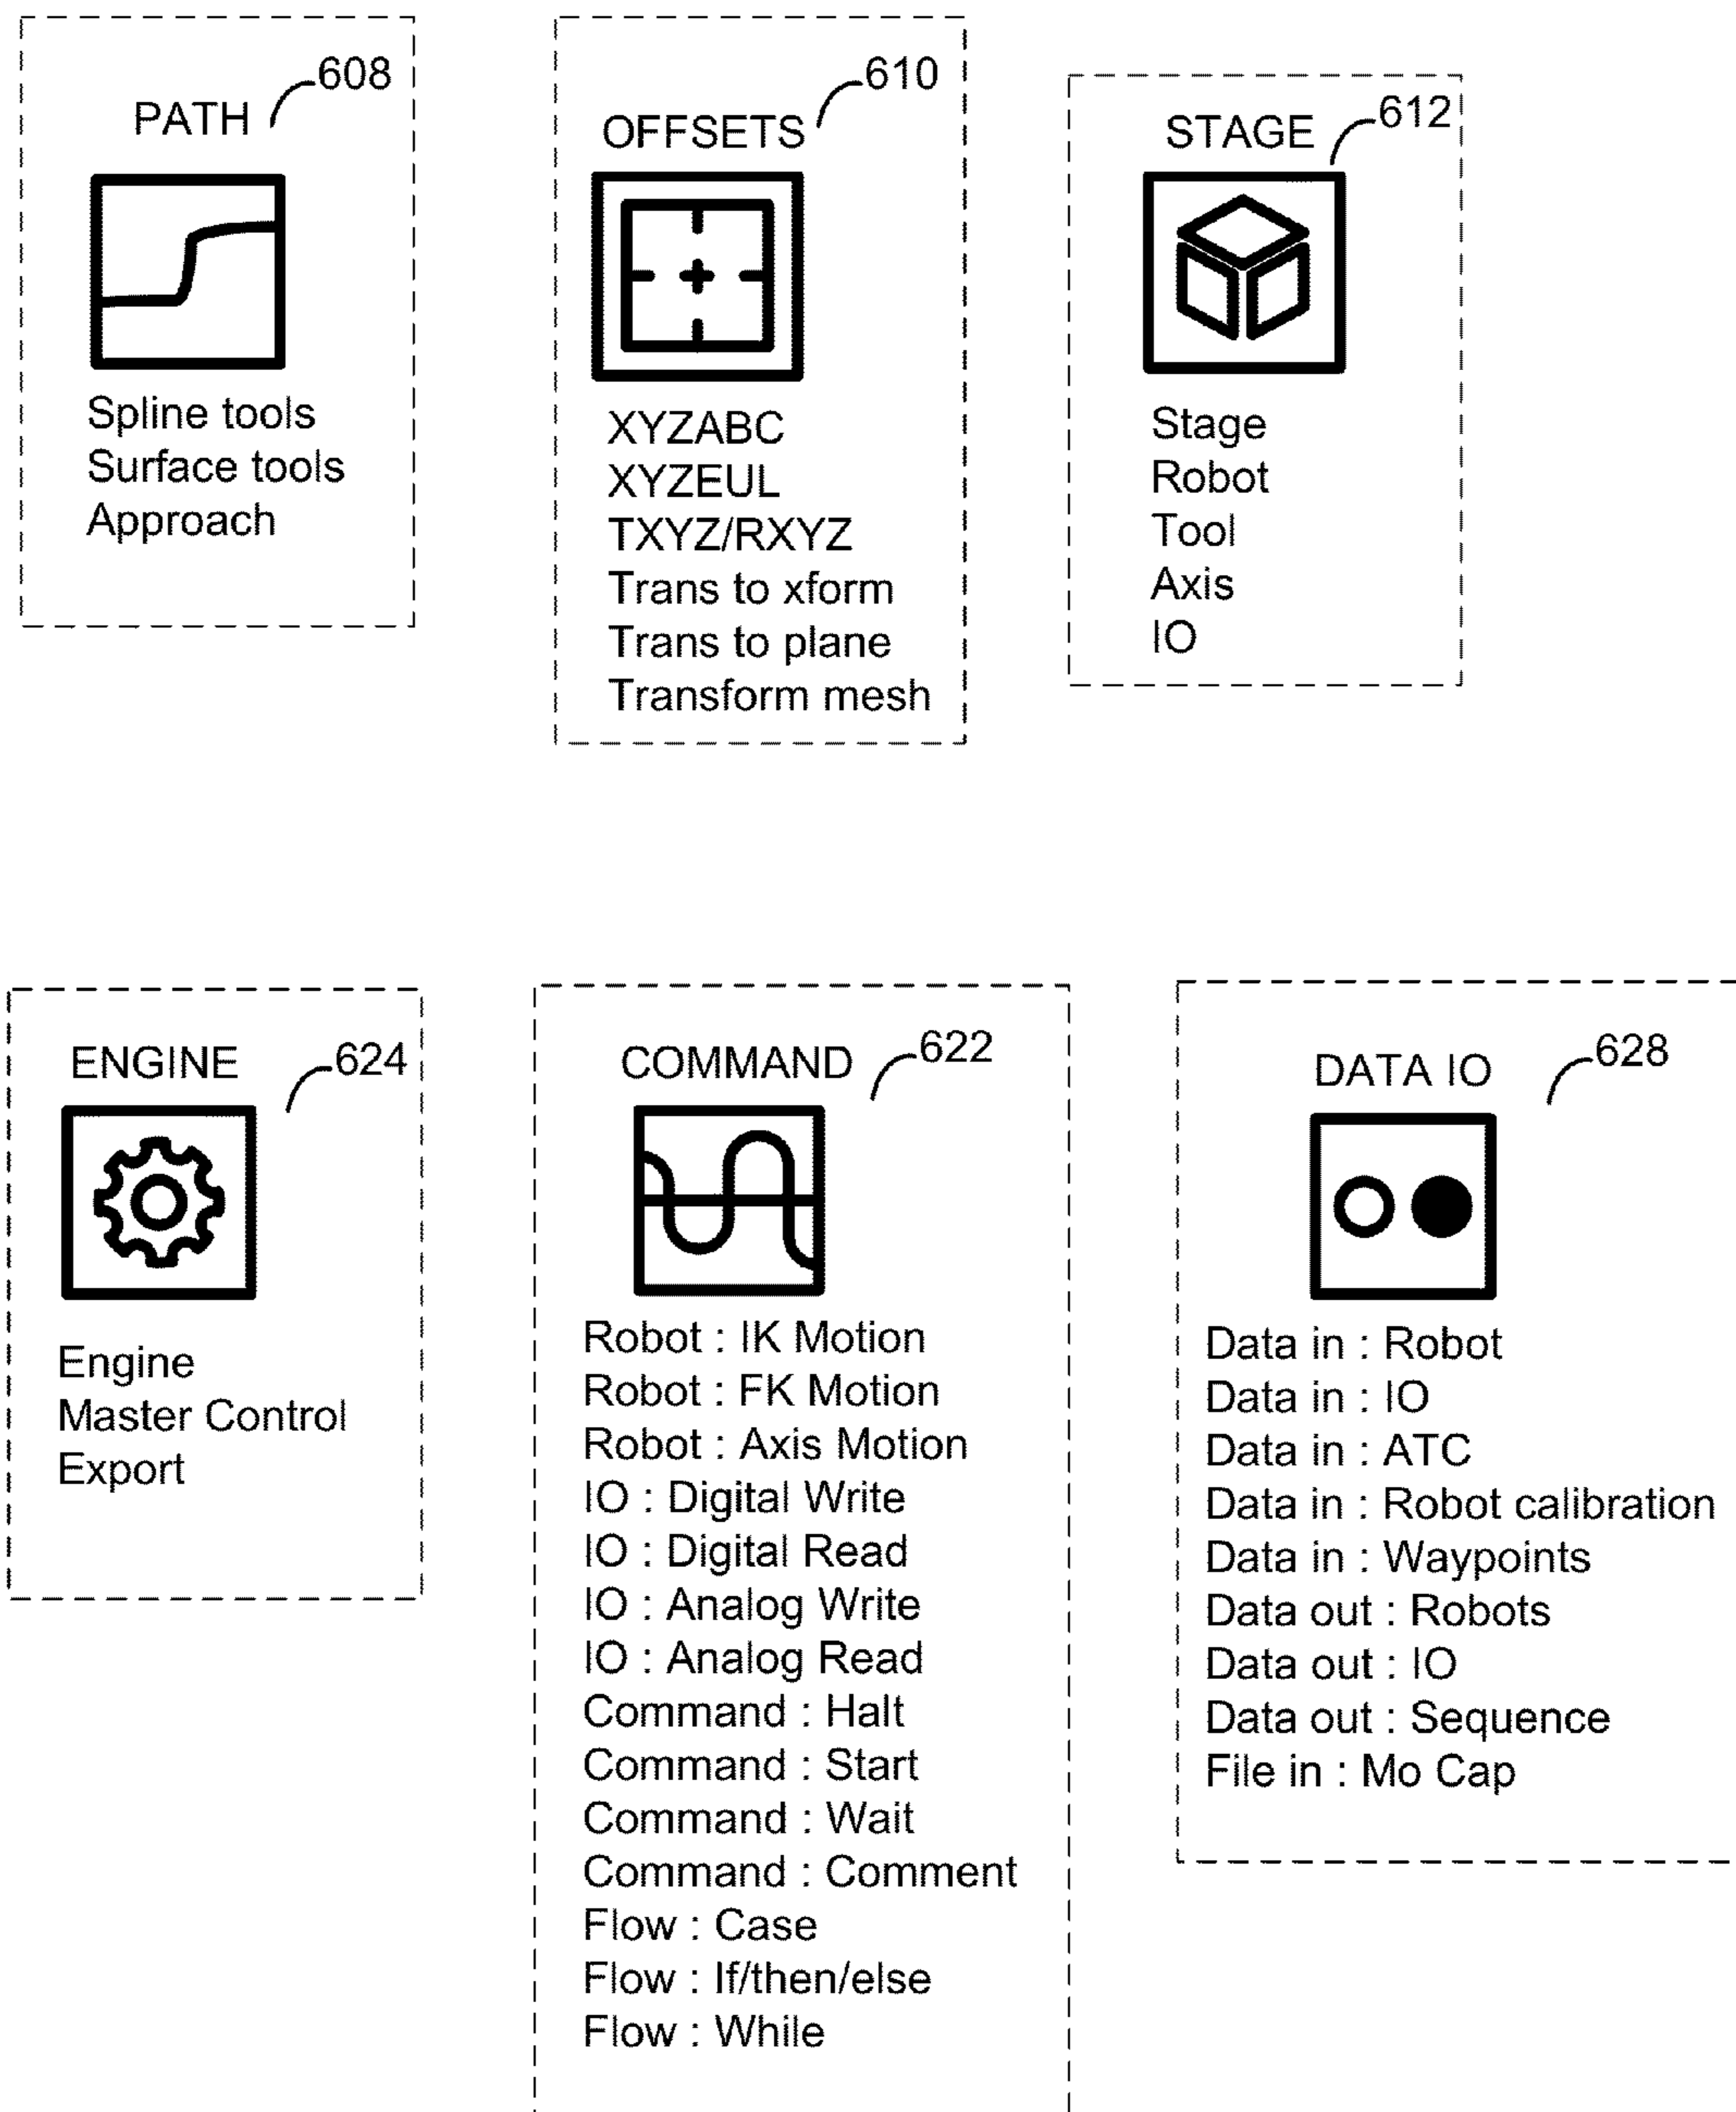 PATH
608
Spline tools
Surface tools
Approach
OFFSETS
610
XYZABC
XYZEUL
TXYZ/RXYZ
Trans to xform
Trans to plane
Transform mesh
STAGE
612
Stage
Robot
Tool
Axis
IO
ENGINE
624
Engine
Master Control
Export
COMMAND
622
Robot : IK Motion
Robot : FK Motion
Robot : Axis Motion
IO : Digital Write
IO : Digital Read
IO : Analog Write
IO : Analog Read
Command : Halt
Command : Start
Command : Wait
Command : Comment
Flow : Case
Flow : If/then/else
Flow : While
DATA IO
628
Data in : Robot
Data in : IO
Data in : ATC
Data in : Robot calibration
Data in : Waypoints
Data out : Robots
Data out : IO
Data out : Sequence
File in : Mo Cap